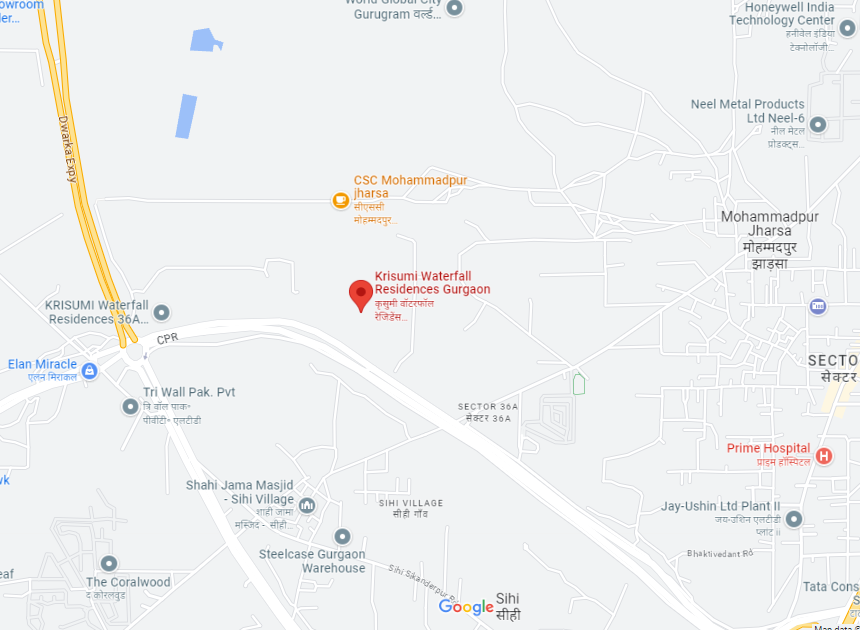 owroom
er...
World Global City
Gurugram वर्ल्ड...
Honeywell India
Technology Center
हनीवेल इंडिया
टेक्नोलॉजी...
Neel Metal Products
Ltd Neel-6
नील मेटल
प्रोडक्ट्स...
Dwarka Expy
CSC Mohammadpur
jharsa
सीएससी
मोहम्मदपुर...
Mohammadpur
Jharsa
मोहम्मदपुर
झाड़सा
Krisumi Waterfall
Residences Gurgaon
कृसुमी वॉटरफॉल
रेजिडेंस...
KRISUMI Waterfall
Residences 36A...
CPR
Elan Miracle
एलन मिराकल
SECTO
सेक्टर
Tri Wall Pak. Pvt
त्रि वॉल पाक॰
पीवीटी॰ एलटीडी
SECTOR 36A
सेक्टर 36A
Prime Hospital
प्राइम हॉस्पिटल
wk
Shahi Jama Masjid
- Sihi Village
शाही जामा
मस्जिद - सीही...
SIHI VILLAGE
सीही गाँव
Jay-Ushin Ltd Plant II
जय-उशिन एलटीडी
प्लांट ii
Steelcase Gurgaon
Warehouse
Bhaktivedant Rd
eaf
The Coralwood
द कोरलवुड
Sihi Sikanderpur Rd
Google
Sihi
सीही
Tata Cons
S
Map data ©